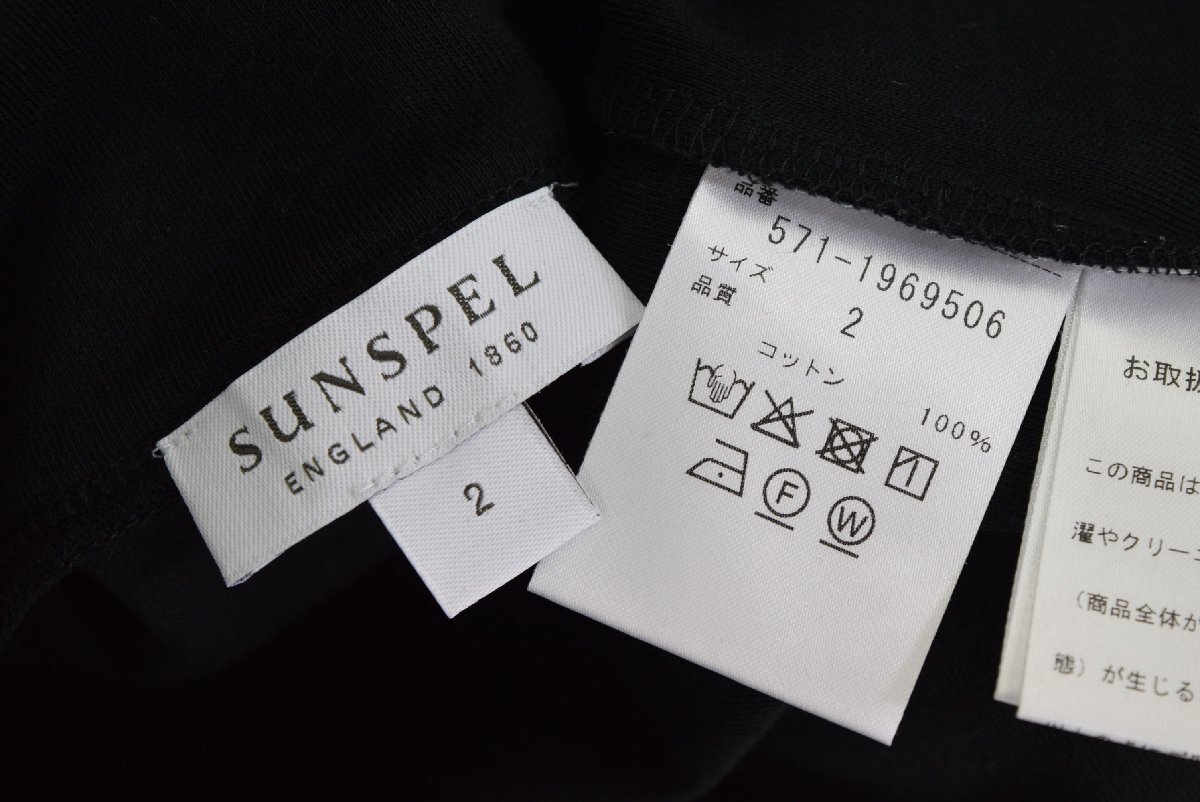 SUNSPEL
ENGLAND 1860
2
品番
571-1969506
サイズ
2
品質
コットン
100%
F
W
お取扱
この商品は
濯やクリーニ
(商品全体が
態)が生じる